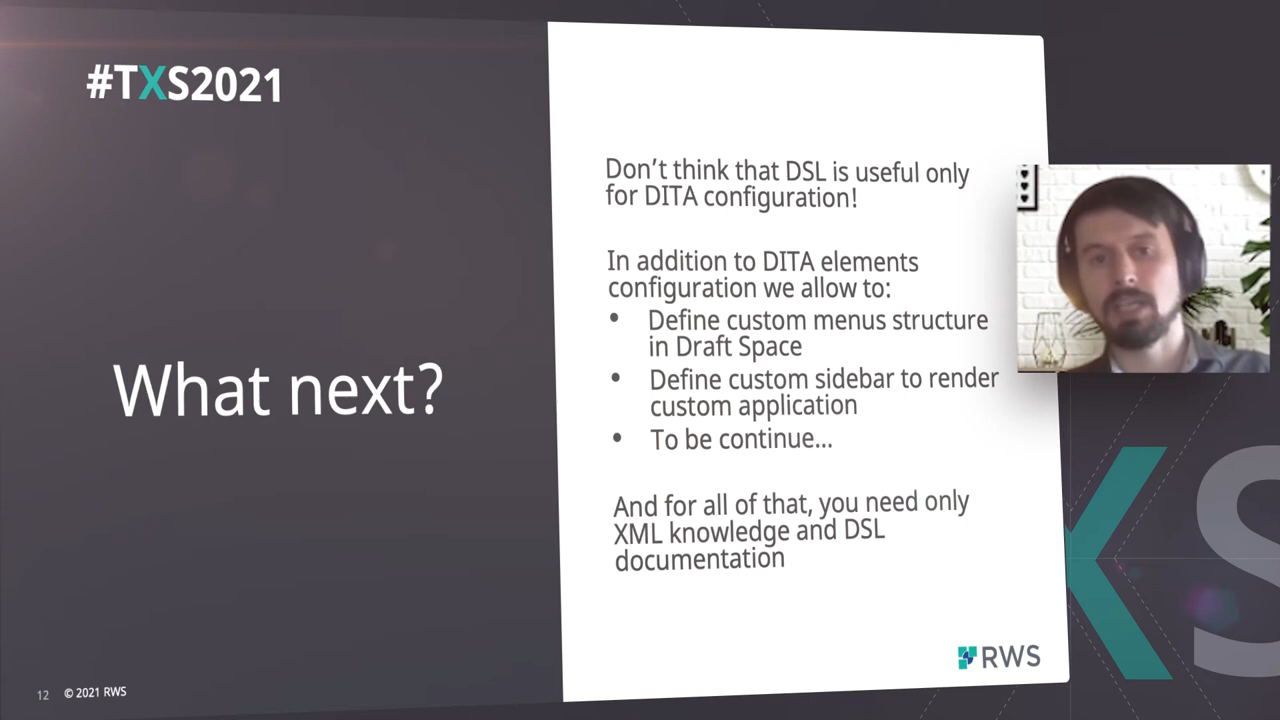 #TXS2021
What next?
Don’t think that DSL is useful only
for DITA configuration!
In addition to DITA elements
configuration we allow to:
• Define custom menus structure
in Draft Space
• Define custom sidebar to render
custom application
• To be continue...
And for all of that, you need only
XML knowledge and DSL
documentation
RWS
XS
12 © 2021 RWS